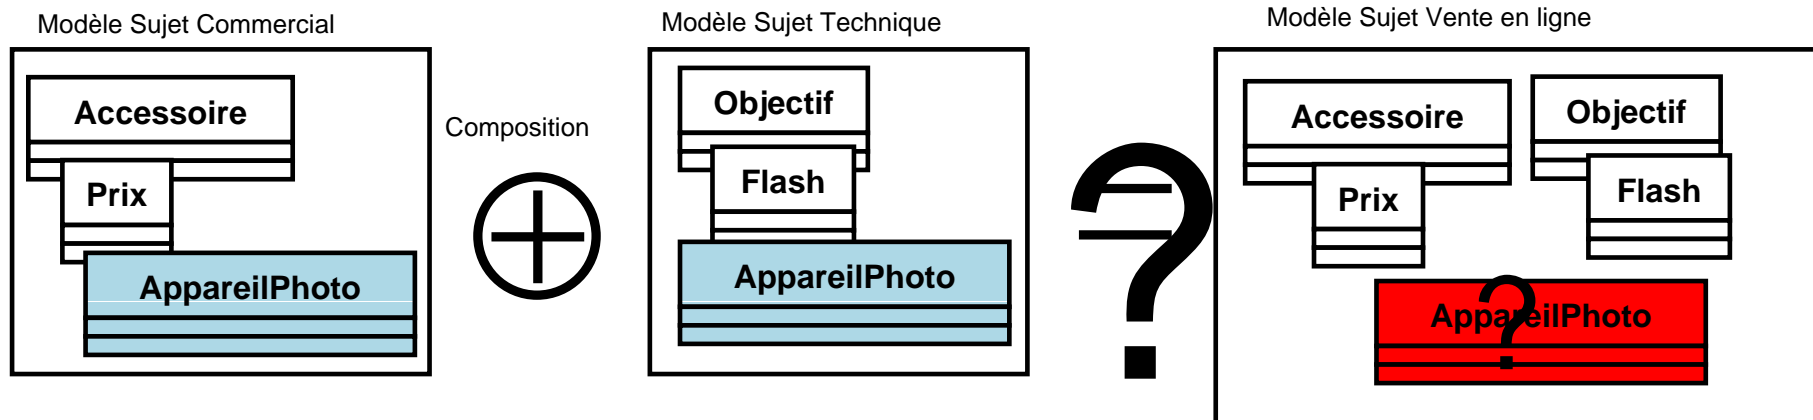 Modèle Sujet Commercial
Accessoire
Prix
AppareilPhoto
Composition
Modèle Sujet Technique
Objectif
Flash
AppareilPhoto
=
?
Modèle Sujet Vente en ligne
Accessoire
Objectif
Prix
Flash
AppareilPhoto
?